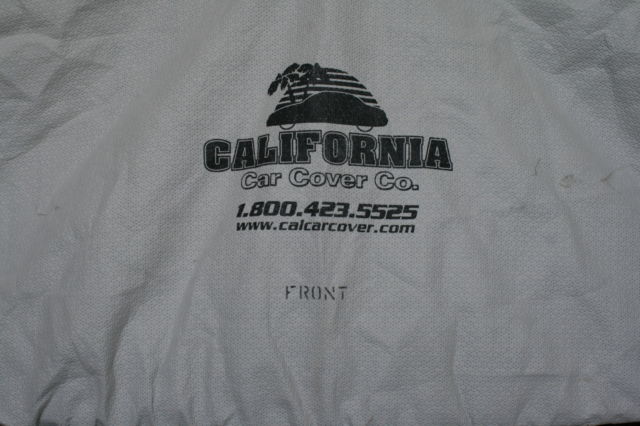 CALIFORNIA
Car Cover Co.
1.800.423.5525
www.calcarcover.com
FRONT